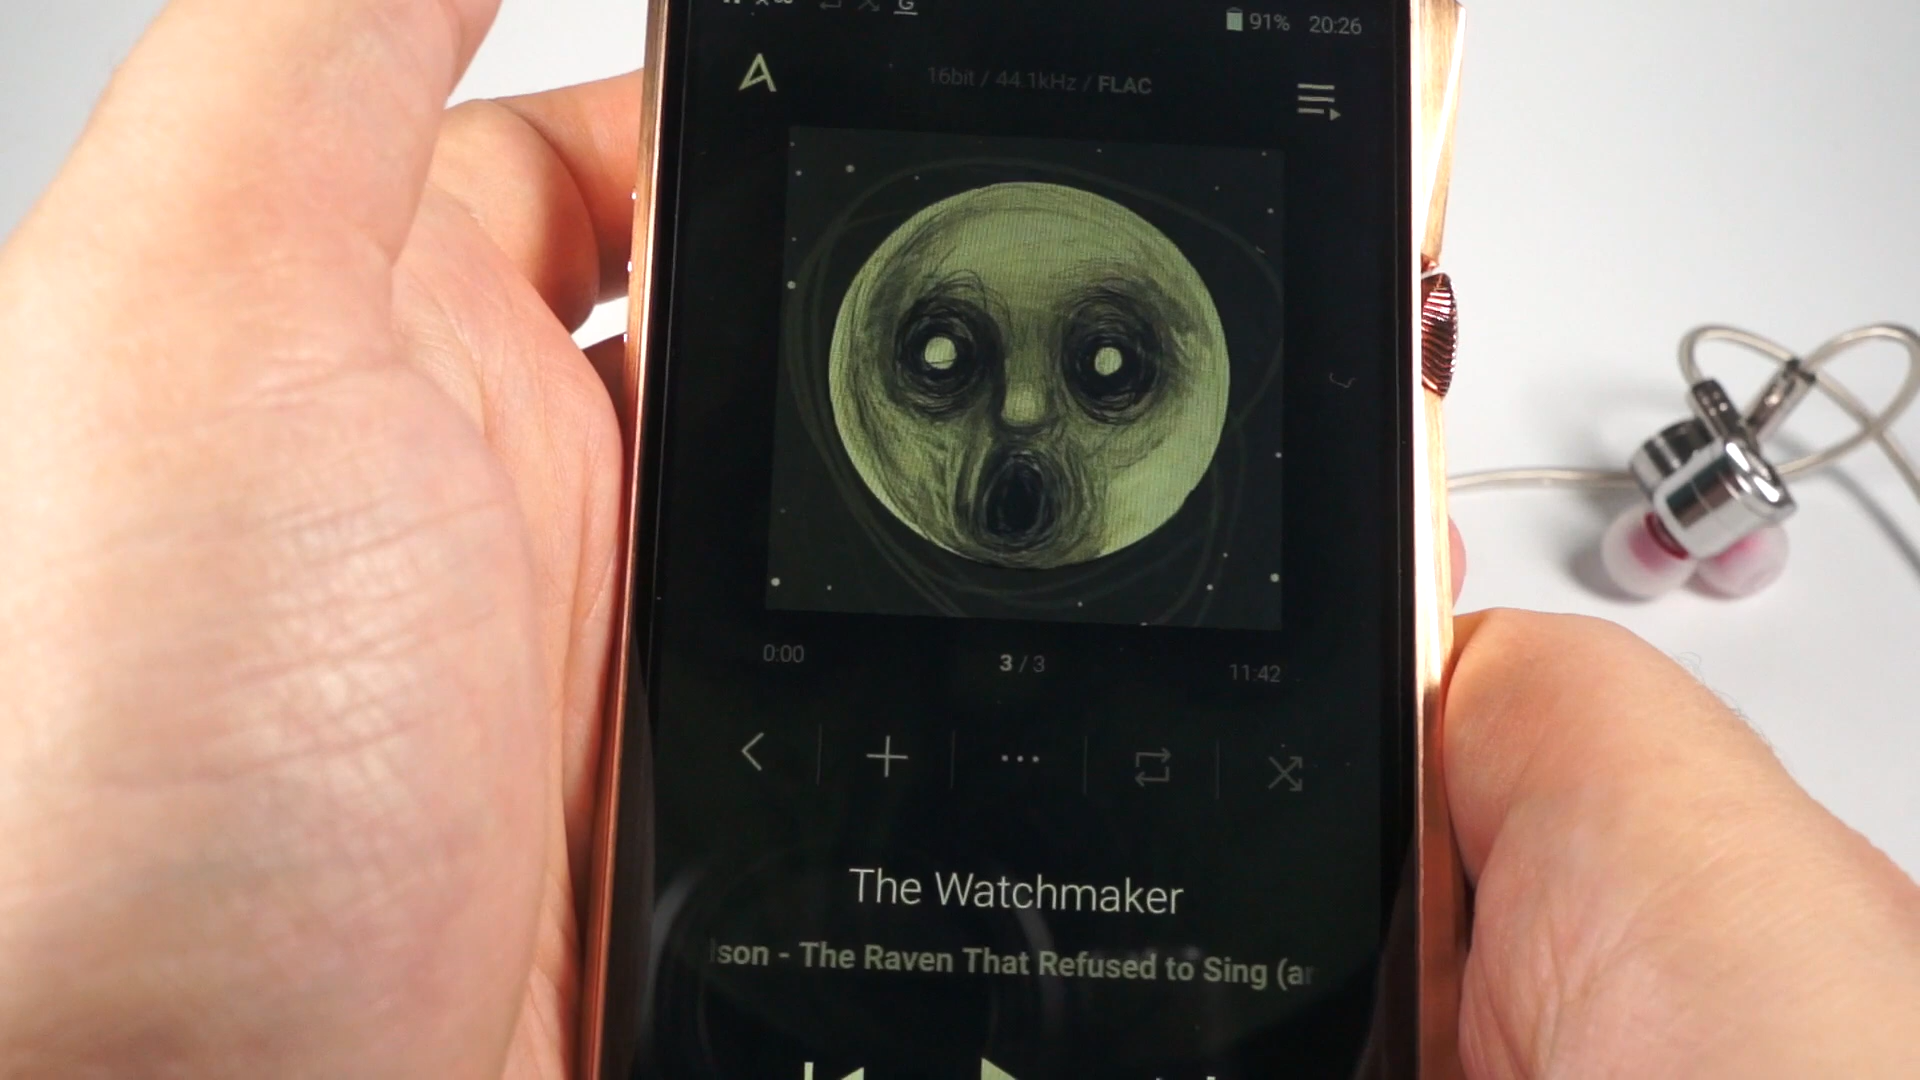 91% 20:26
16bit / 44.1kHz / FLAC
0:00 3 / 3 11:42
The Watchmaker
lson - The Raven That Refused to Sing (a